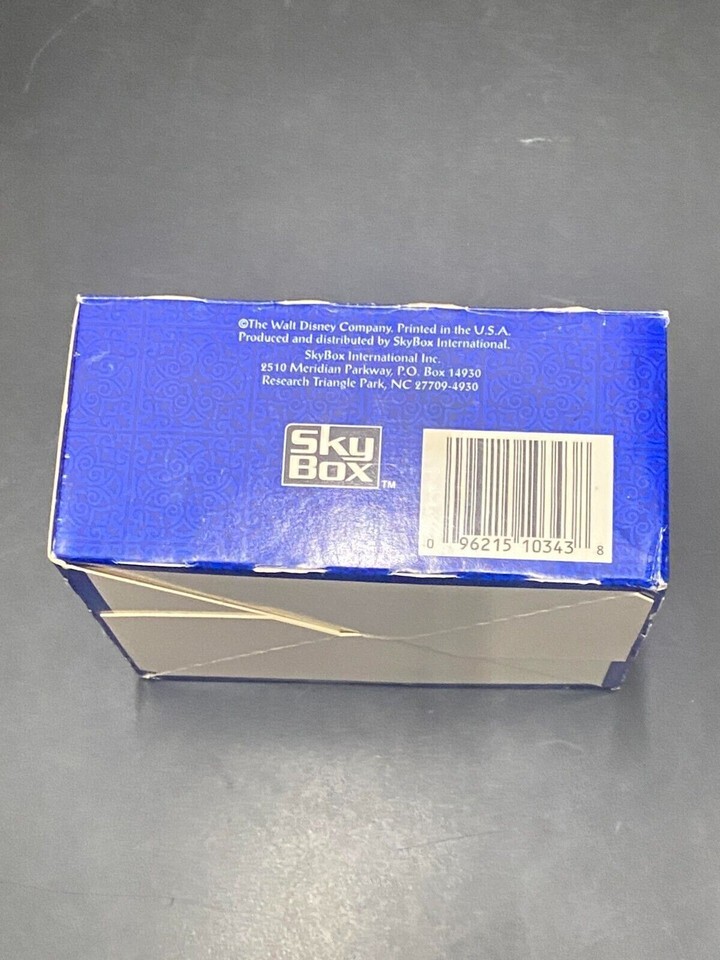 ©The Walt Disney Company. Printed in the U.S.A.
Produced and distributed by SkyBox International.
SkyBox International Inc.
2510 Meridian Parkway, P.O. Box 14930
Research Triangle Park, NC 27709-4930
Sky
Box
TM
0 96215 10343 8